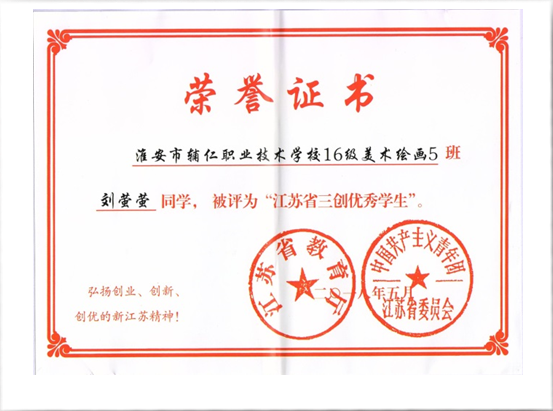 荣誉证书
淮安市辅仁职业技术学校16级美术绘画5 班
刘莹莹 同学，被评为“江苏省三创优秀学生”。
弘扬创业、创新、
创优的新江苏精神！
江苏省教育厅
中国共产主义青年团
江苏省委员会
二〇一八年五月